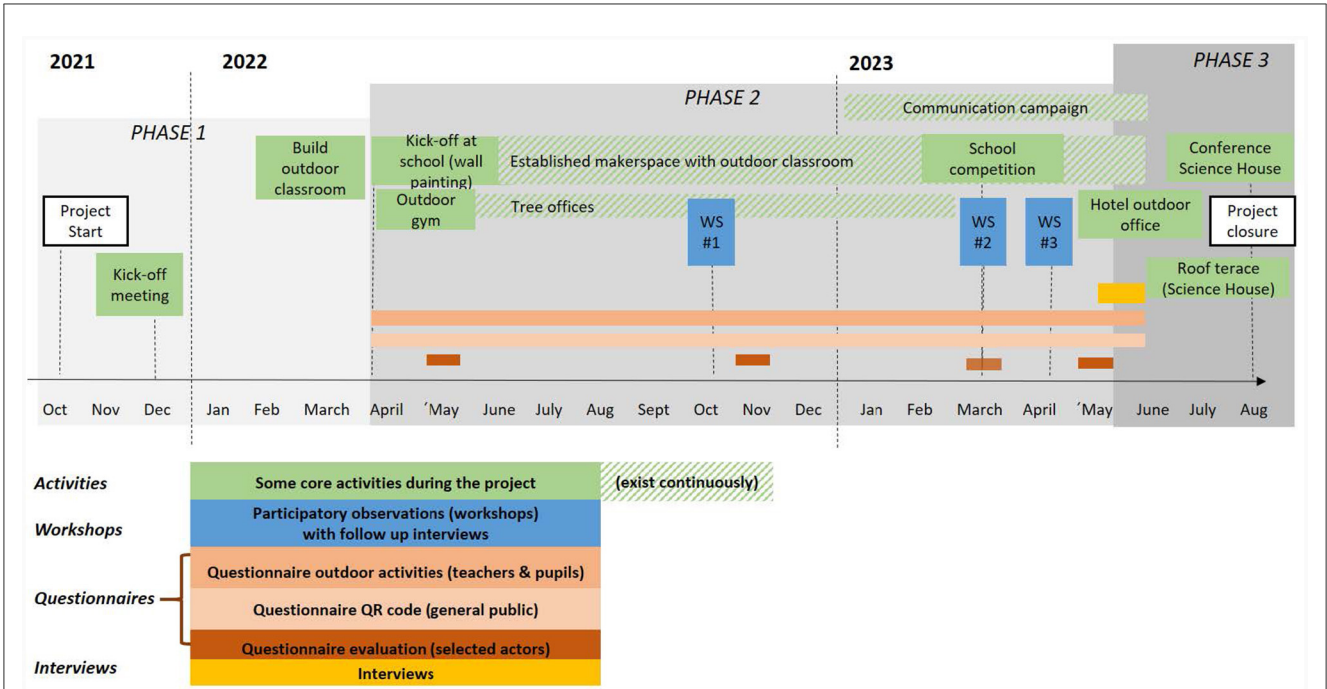 2021
2022
2023
PHASE 3
PHASE 2
PHASE 1
Communication campaign
Build
outdoor
classroom
Kick-off at
school (wall
painting)
Established makerspace with outdoor classroom
School
competition
Conference
Science House
Project
Start
Outdoor
gym
Tree offices
WS
#1
WS
#2
WS
#3
Hotel outdoor
office
Project
closure
Kick-off
meeting
Roof terace
(Science House)
Oct Nov Dec Jan Feb March April ´May June July Aug Sept Oct Nov Dec Jan Feb March April ´May June July Aug
Activities
Some core activities during the project
(exist continuously)
Workshops
Participatory observations (workshops)
with follow up interviews
Questionnaires
Questionnaire outdoor activities (teachers & pupils)
Questionnaire QR code (general public)
Questionnaire evaluation (selected actors)
Interviews
Interviews